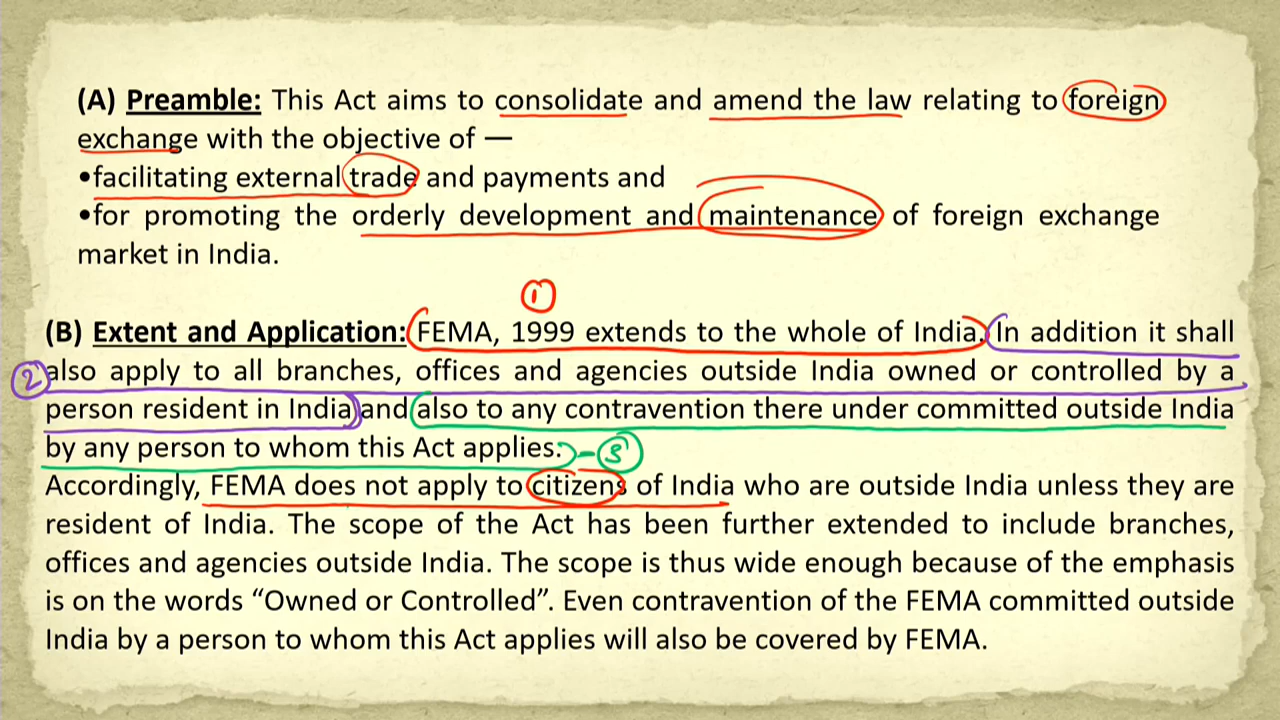 (A) Preamble: This Act aims to consolidate and amend the law relating to foreign
exchange with the objective of —
•facilitating external trade and payments and
•for promoting the orderly development and maintenance of foreign exchange
market in India.
①
(B) Extent and Application: FEMA, 1999 extends to the whole of India. In addition it shall
② also apply to all branches, offices and agencies outside India owned or controlled by a
person resident in India and also to any contravention there under committed outside India
by any person to whom this Act applies. - ③
Accordingly, FEMA does not apply to citizens of India who are outside India unless they are
resident of India. The scope of the Act has been further extended to include branches,
offices and agencies outside India. The scope is thus wide enough because of the emphasis
is on the words “Owned or Controlled”. Even contravention of the FEMA committed outside
India by a person to whom this Act applies will also be covered by FEMA.